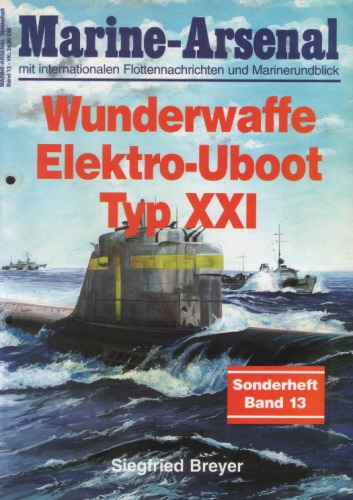 Marine-Arsenal
mit internationalen Flottennachrichten und Marinerundblick
Wunderwaffe
Elektro-Uboot
Typ XXI
Sonderheft
Band 13
Siegfried Breyer